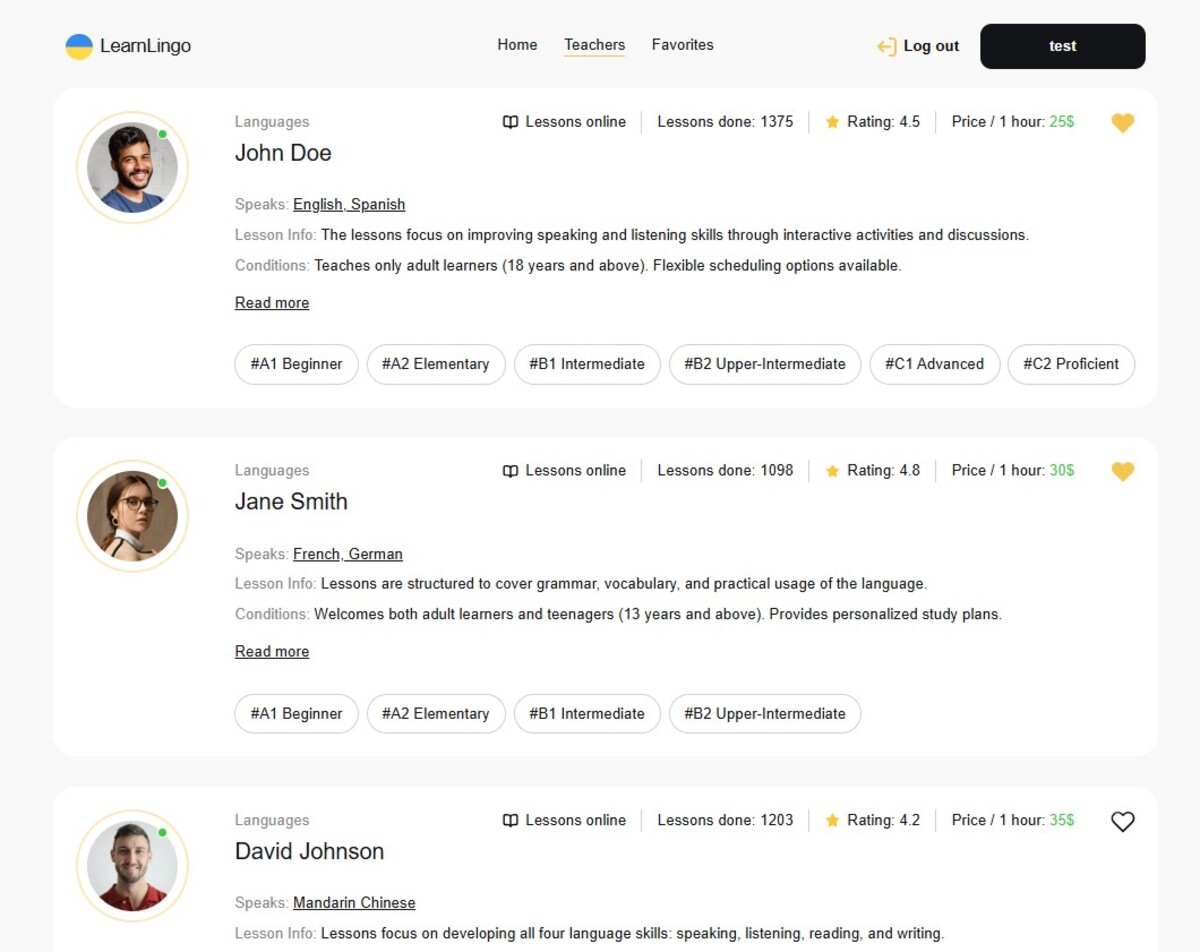 LearnLingo Home Teachers Favorites Log out test
Languages Lessons online Lessons done: 1375 Rating: 4.5 Price / 1 hour: 25$
John Doe
Speaks: English, Spanish
Lesson Info: The lessons focus on improving speaking and listening skills through interactive activities and discussions.
Conditions: Teaches only adult learners (18 years and above). Flexible scheduling options available.
Read more
#A1 Beginner #A2 Elementary #B1 Intermediate #B2 Upper-Intermediate #C1 Advanced #C2 Proficient
Languages Lessons online Lessons done: 1098 Rating: 4.8 Price / 1 hour: 30$
Jane Smith
Speaks: French, German
Lesson Info: Lessons are structured to cover grammar, vocabulary, and practical usage of the language.
Conditions: Welcomes both adult learners and teenagers (13 years and above). Provides personalized study plans.
Read more
#A1 Beginner #A2 Elementary #B1 Intermediate #B2 Upper-Intermediate
Languages Lessons online Lessons done: 1203 Rating: 4.2 Price / 1 hour: 35$
David Johnson
Speaks: Mandarin Chinese
Lesson Info: Lessons focus on developing all four language skills: speaking, listening, reading, and writing.